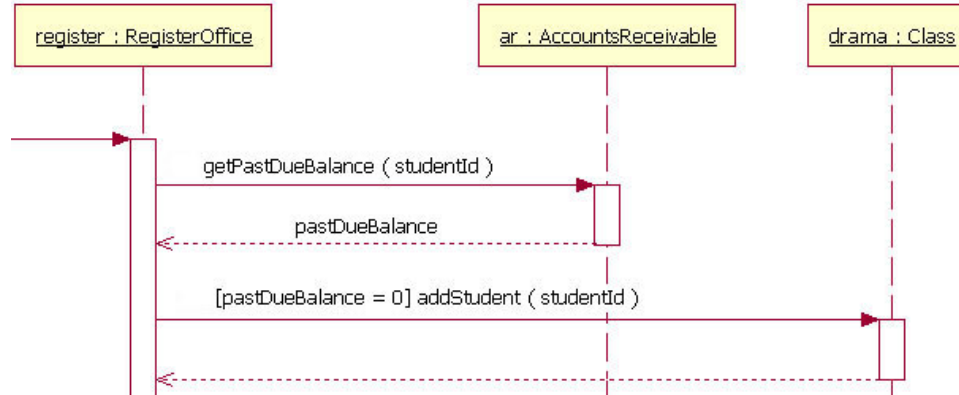 register : RegisterOffice
ar : AccountsReceivable
drama : Class
getPastDueBalance ( studentId )
pastDueBalance
[pastDueBalance = 0] addStudent ( studentId )